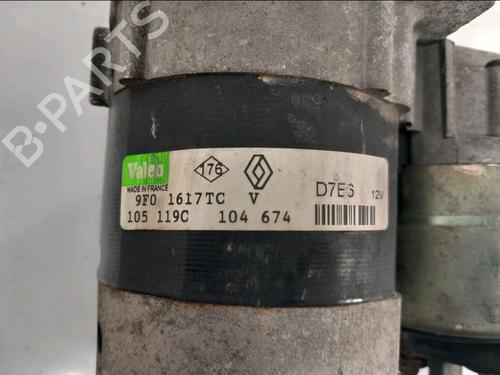 B-PARTS
Valeo
176
MADE IN FRANCE
D7E6 12V
9F0 1617TC V
105 119C 104 674